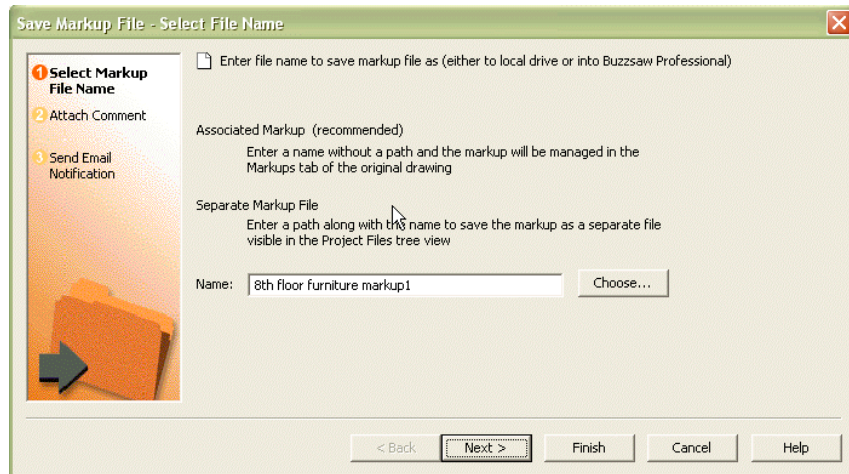 Save Markup File - Select File Name
1 Select Markup
File Name
2 Attach Comment
3 Send Email
Notification
Enter file name to save markup file as (either to local drive or into Buzzsaw Professional)
Associated Markup (recommended)
Enter a name without a path and the markup will be managed in the
Markups tab of the original drawing
Separate Markup File
Enter a path along with this name to save the markup as a separate file
visible in the Project Files tree view
Name: 8th floor furniture markup1 Choose...
< Back Next > Finish Cancel Help